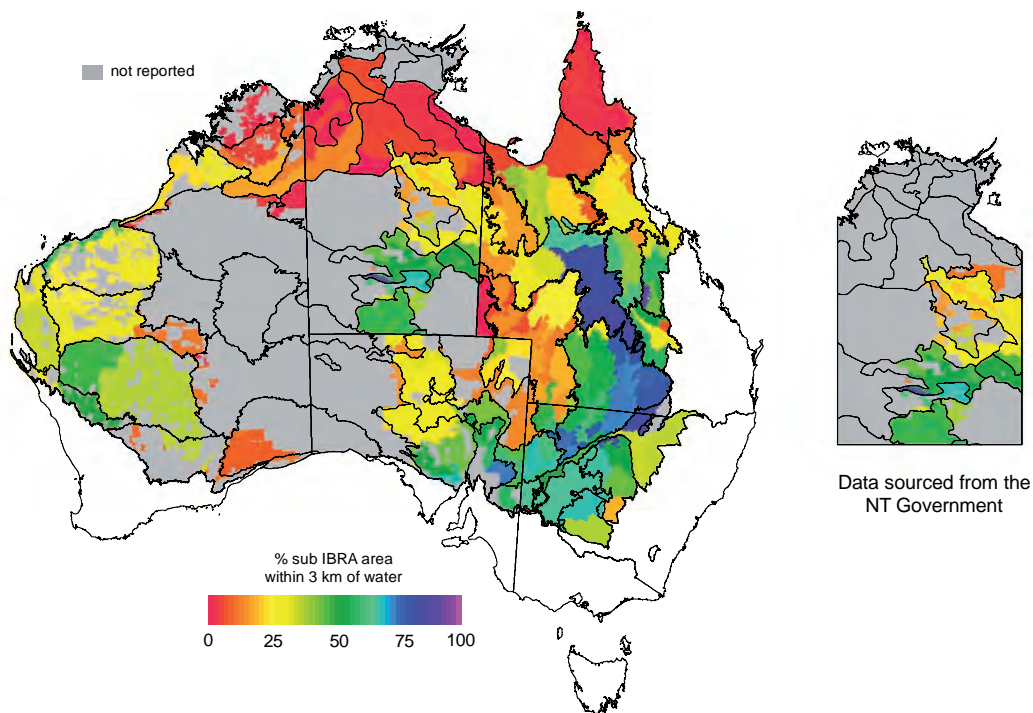 not reported
Data sourced from the
NT Government
% sub IBRA area
within 3 km of water
0 25 50 75 100